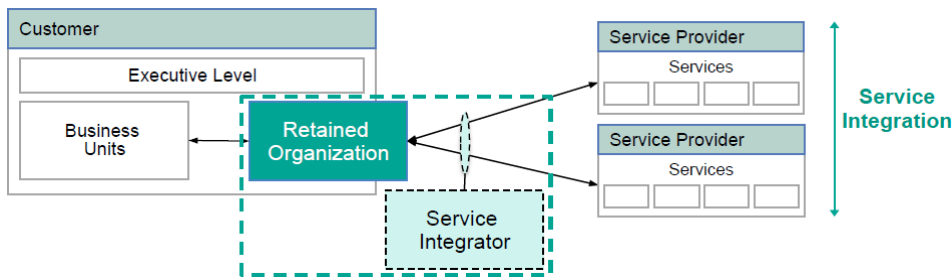 Customer
Executive Level
Business
Units
Retained
Organization
Service
Integrator
Service Provider
Services
Service Provider
Services
Service
Integration